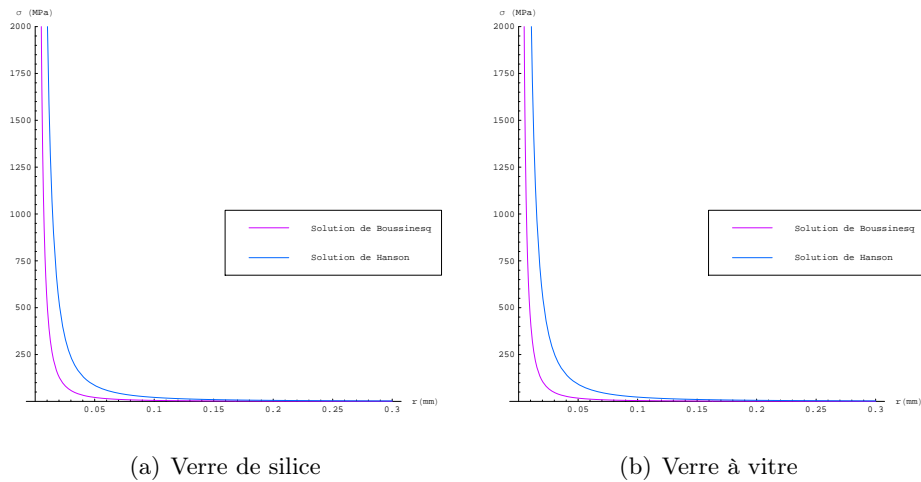 σ (MPa)
2000
1750
1500
1250
1000
750
500
250
0.05 0.1 0.15 0.2 0.25 0.3 r(mm)
Solution de Boussinesq
Solution de Hanson
(a) Verre de silice
σ (MPa)
2000
1750
1500
1250
1000
750
500
250
0.05 0.1 0.15 0.2 0.25 0.3 r(mm)
Solution de Boussinesq
Solution de Hanson
(b) Verre à vitre